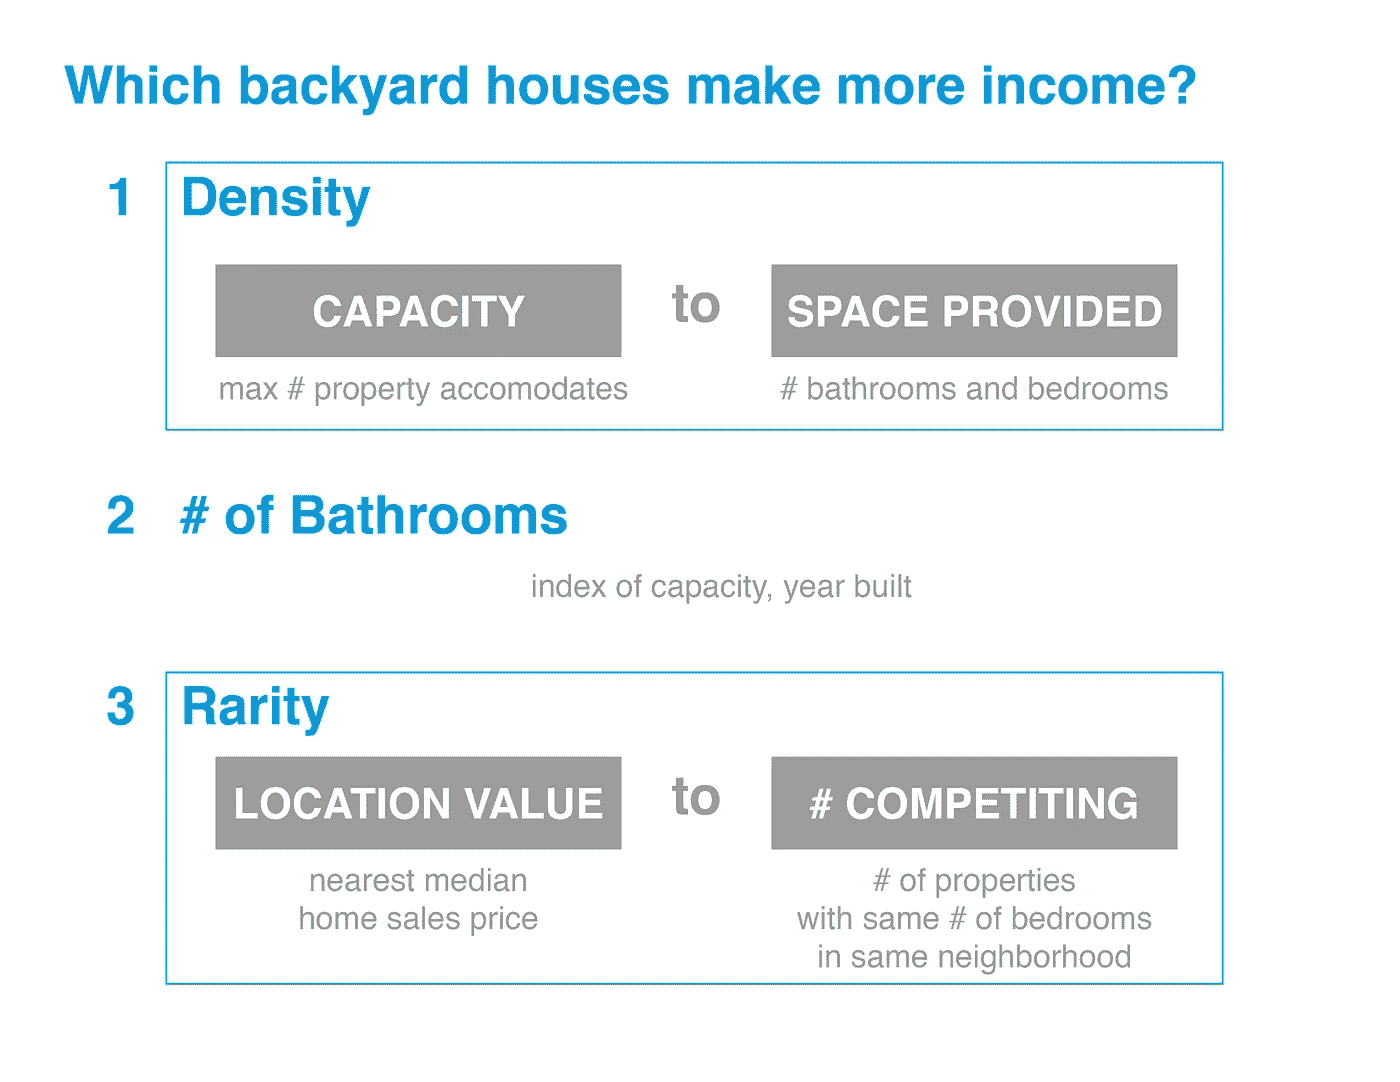 Which backyard houses make more income?
1 Density
CAPACITY to SPACE PROVIDED
max # property accomodates # bathrooms and bedrooms
2 # of Bathrooms
index of capacity, year built
3 Rarity
LOCATION VALUE to # COMPETITING
nearest median
home sales price
# of properties
with same # of bedrooms
in same neighborhood